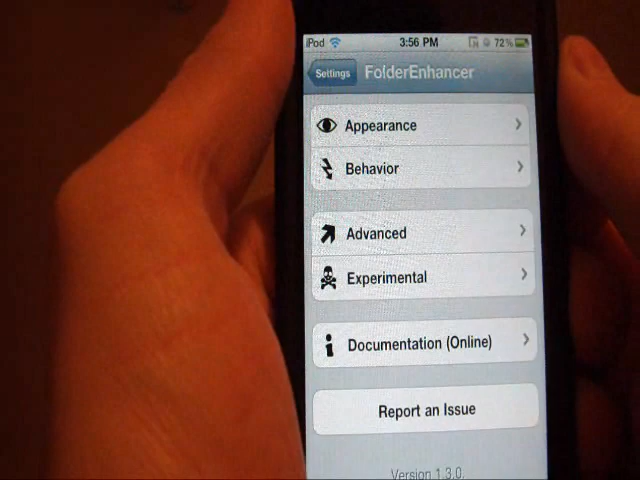 iPod 3:56 PM 72%
Settings FolderEnhancer
Appearance
Behavior
Advanced
Experimental
Documentation (Online)
Report an Issue
Version 1.3.0.